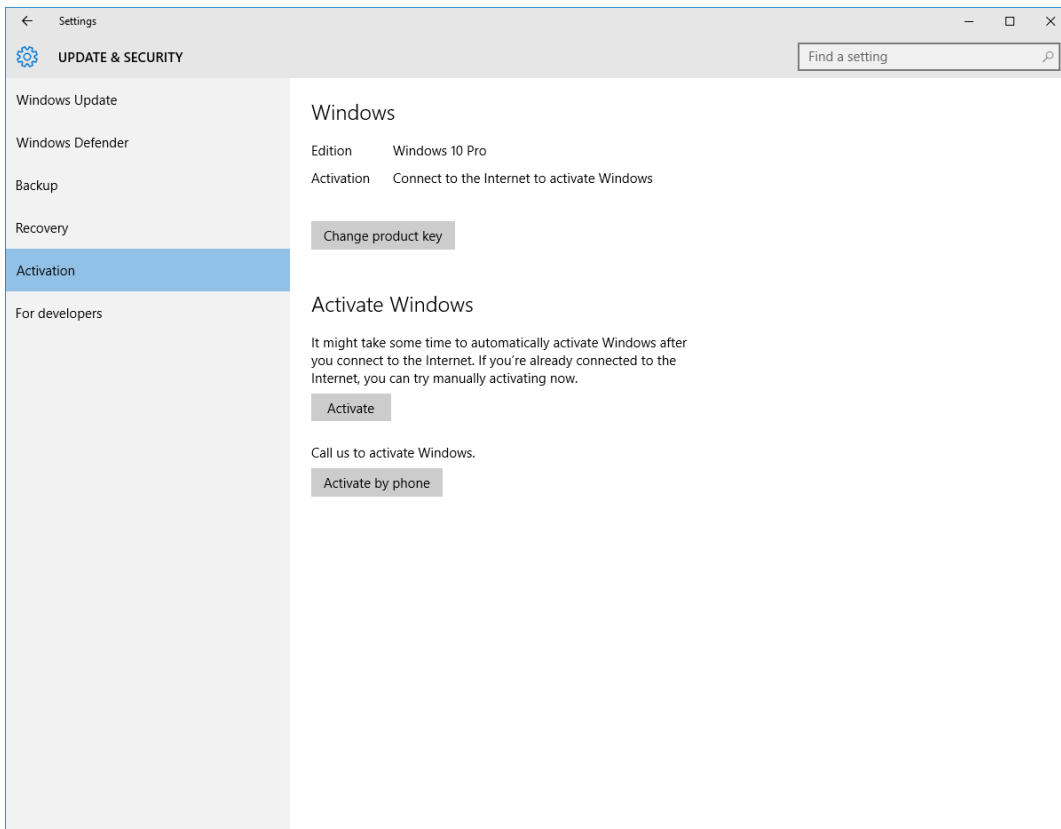 Settings
UPDATE & SECURITY
Find a setting
Windows Update
Windows Defender
Backup
Recovery
Activation
For developers
Windows
Edition Windows 10 Pro
Activation Connect to the Internet to activate Windows
Change product key
Activate Windows
It might take some time to automatically activate Windows after
you connect to the Internet. If you’re already connected to the
Internet, you can try manually activating now.
Activate
Call us to activate Windows.
Activate by phone